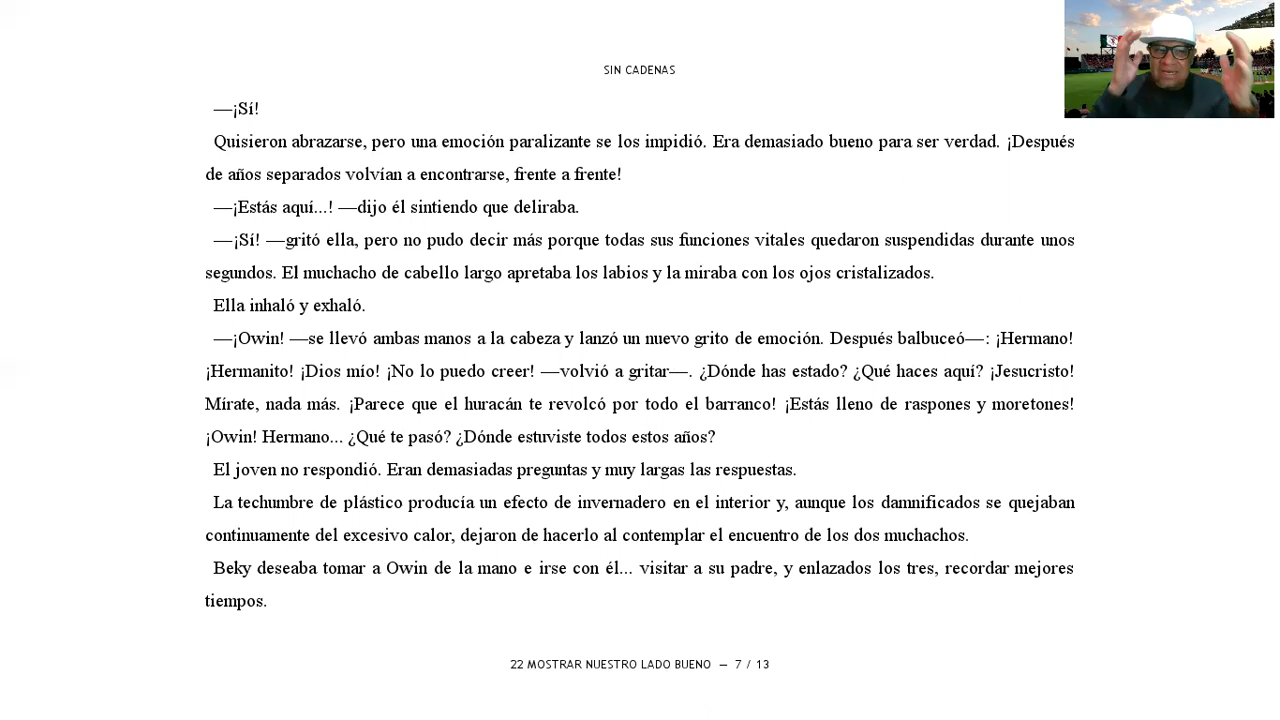 SIN CADENAS
—¡Sí!
Quisieron abrazarse, pero una emoción paralizante se los impidió. Era demasiado bueno para ser verdad. ¡Después
de años separados volvían a encontrarse, frente a frente!
—¡Estás aquí...! —dijo él sintiendo que deliraba.
—¡Sí! —gritó ella, pero no pudo decir más porque todas sus funciones vitales quedaron suspendidas durante unos
segundos. El muchacho de cabello largo apretaba los labios y la miraba con los ojos cristalizados.
Ella inhaló y exhaló.
—¡Owin! —se llevó ambas manos a la cabeza y lanzó un nuevo grito de emoción. Después balbuceó—: ¡Hermano!
¡Hermanito! ¡Dios mío! ¡No lo puedo creer! —volvió a gritar—. ¿Dónde has estado? ¿Qué haces aquí? ¡Jesucristo!
Mírate, nada más. ¡Parece que el huracán te revolcó por todo el barranco! ¡Estás lleno de raspones y moretones!
¡Owin! Hermano... ¿Qué te pasó? ¿Dónde estuviste todos estos años?
El joven no respondió. Eran demasiadas preguntas y muy largas las respuestas.
La techumbre de plástico producía un efecto de invernadero en el interior y, aunque los damnificados se quejaban
continuamente del excesivo calor, dejaron de hacerlo al contemplar el encuentro de los dos muchachos.
Beky deseaba tomar a Owin de la mano e irse con él... visitar a su padre, y enlazados los tres, recordar mejores
tiempos.
22 MOSTRAR NUESTRO LADO BUENO — 7 / 13